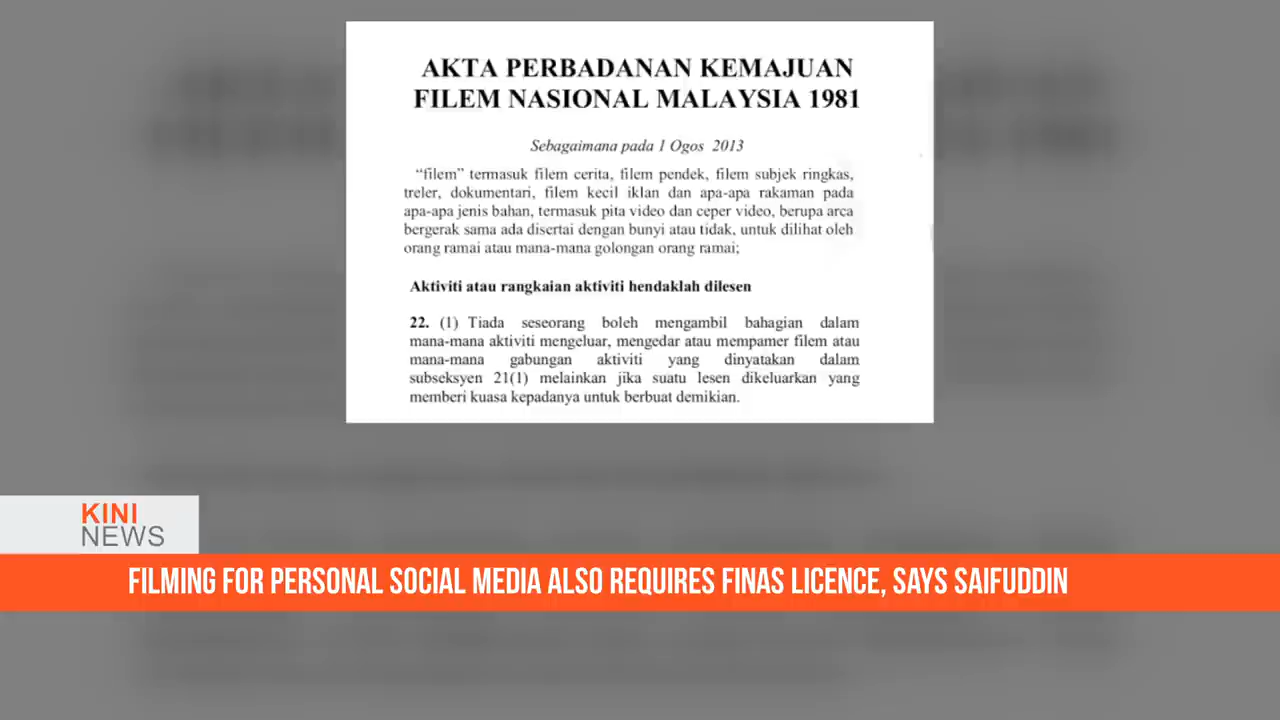 AKTA PERBADANAN KEMAJUAN
FILEM NASIONAL MALAYSIA 1981
Sebagaimana pada 1 Ogos 2013
“filem” termasuk filem cerita, filem pendek, filem subjek ringkas,
treler, dokumentari, filem kecil iklan dan apa-apa rakaman pada
apa-apa jenis bahan, termasuk pita video dan ceper video, berupa arca
bergerak sama ada disertai dengan bunyi atau tidak, untuk dilihat oleh
orang ramai atau mana-mana golongan orang ramai;
Aktiviti atau rangkaian aktiviti hendaklah dilesen
22. (1) Tiada seseorang boleh mengambil bahagian dalam
mana-mana aktiviti mengeluar, mengedar atau mempamer filem atau
mana-mana gabungan aktiviti yang dinyatakan dalam
subseksyen 21(1) melainkan jika suatu lesen dikeluarkan yang
memberi kuasa kepadanya untuk berbuat demikian.
KINI
NEWS
FILMING FOR PERSONAL SOCIAL MEDIA ALSO REQUIRES FINAS LICENCE, SAYS SAIFUDDIN